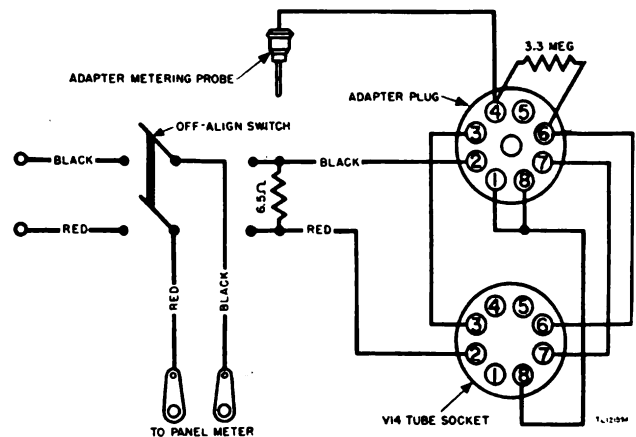 3.3 MEG
ADAPTER METERING PROBE
ADAPTER PLUG
OFF-ALIGN SWITCH
4 5
3 6
2 7
1 8
BLACK
BLACK
6.5Ω
RED
RED
RED
BLACK
4 5
3 6
2 7
1 8
TO PANEL METER
V14 TUBE SOCKET